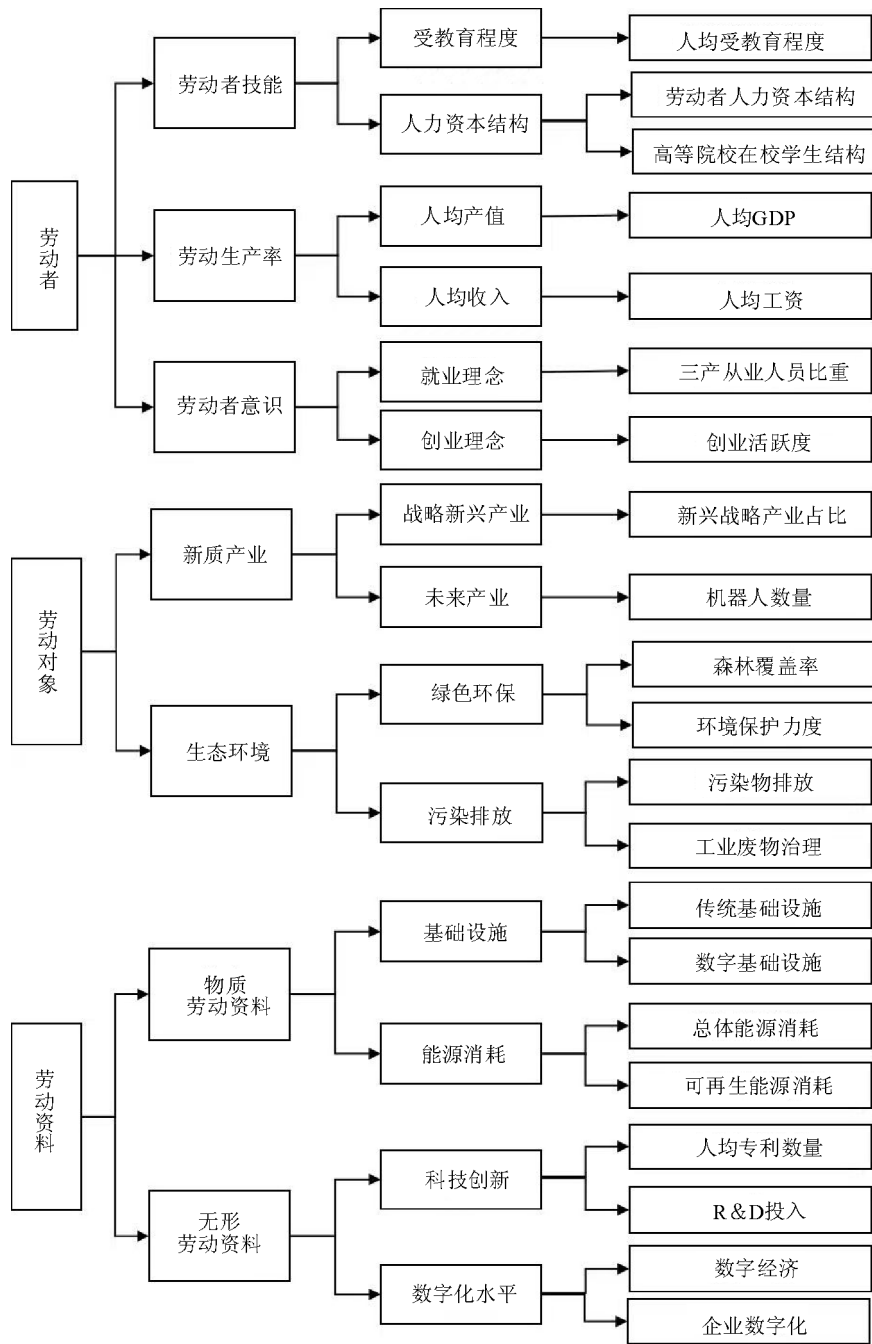 劳动者
劳动者技能
受教育程度
人均受教育程度
人力资本结构
劳动者人力资本结构
高等院校在校学生结构
劳动生产率
人均产值
人均GDP
人均收入
人均工资
劳动者意识
就业理念
三产从业人员比重
创业理念
创业活跃度
劳动对象
新质产业
战略新兴产业
新兴战略产业占比
未来产业
机器人数量
生态环境
绿色环保
森林覆盖率
环境保护力度
污染排放
污染物排放
工业废物治理
劳动资料
物质
劳动资料
基础设施
传统基础设施
数字基础设施
能源消耗
总体能源消耗
可再生能源消耗
无形
劳动资料
科技创新
人均专利数量
R&D投入
数字化水平
数字经济
企业数字化